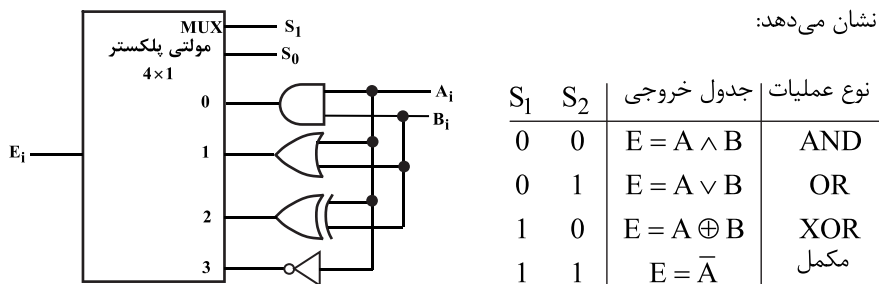 نشان می‌دهد:
MUX
مولتی پلکستر
4×1
S1
S0
0
1
2
3
Ai
Bi
Ei
S1 S2 جدول خروجی نوع عملیات
0 0 E = A ∧ B AND
0 1 E = A ∨ B OR
1 0 E = A ⊕ B XOR
1 1 E = A̅ مکمل